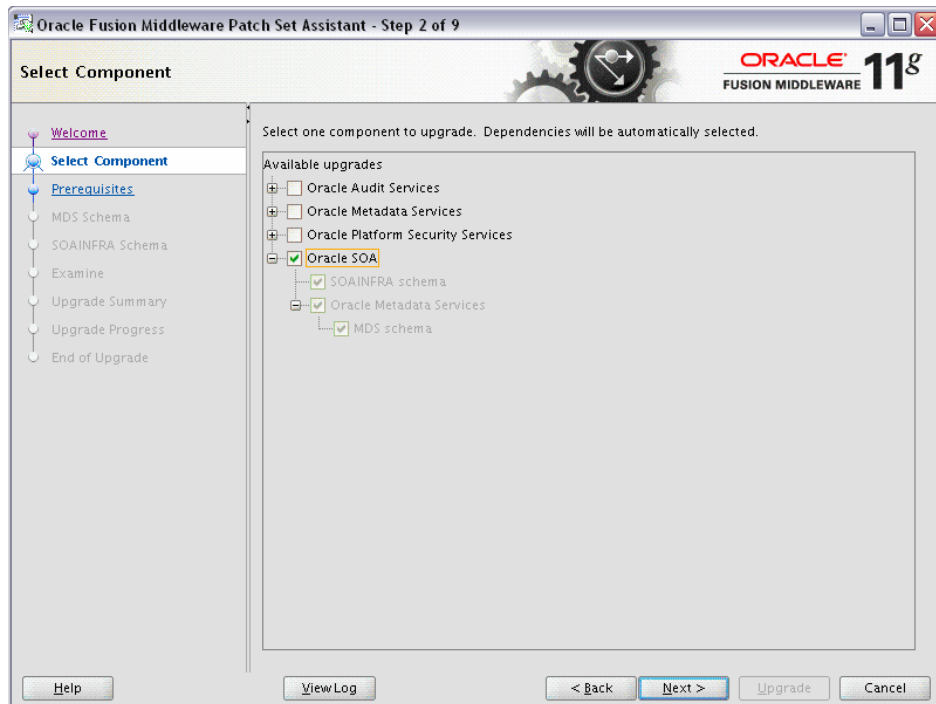 Oracle Fusion Middleware Patch Set Assistant - Step 2 of 9
Select Component
ORACLE®
FUSION MIDDLEWARE
11g
Welcome
Select Component
Prerequisites
MDS Schema
SOAINFRA Schema
Examine
Upgrade Summary
Upgrade Progress
End of Upgrade
Select one component to upgrade. Dependencies will be automatically selected.
Available upgrades
Oracle Audit Services
Oracle Metadata Services
Oracle Platform Security Services
Oracle SOA
SOAINFRA schema
Oracle Metadata Services
MDS schema
Help
View Log
< Back
Next >
Upgrade
Cancel